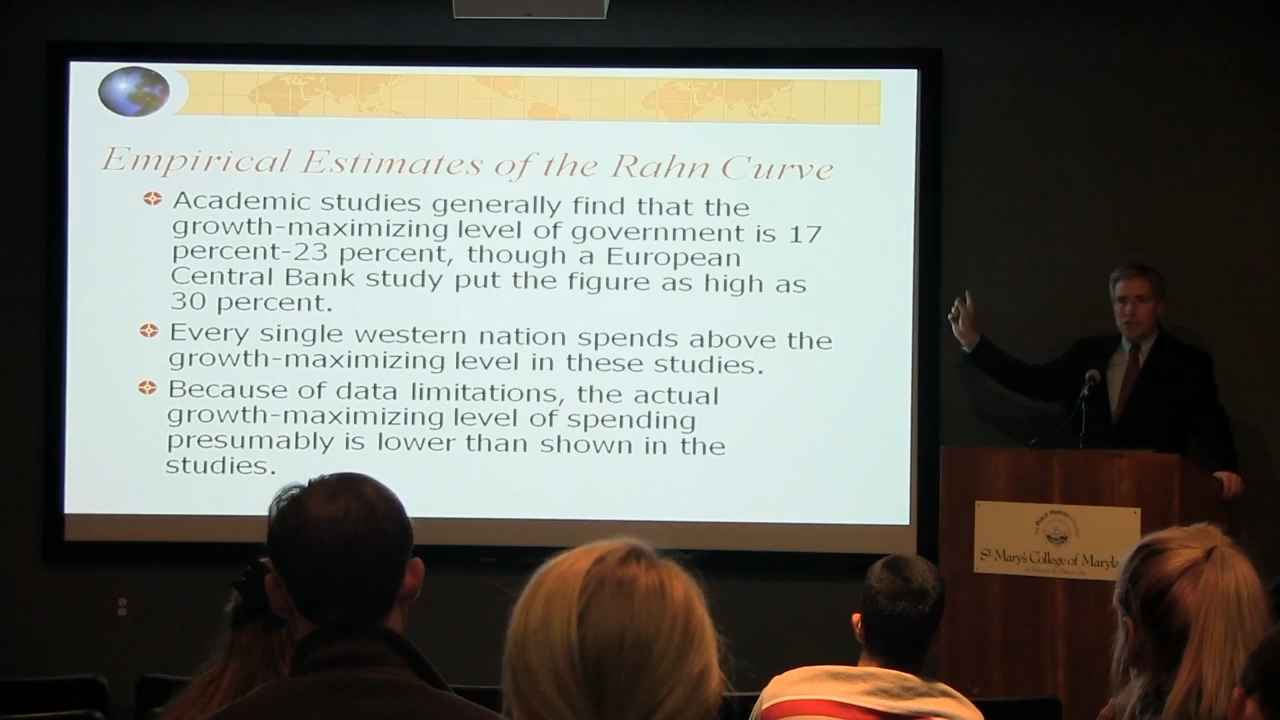 Empirical Estimates of the Rahn Curve
Academic studies generally find that the
growth-maximizing level of government is 17
percent-23 percent, though a European
Central Bank study put the figure as high as
30 percent.
Every single western nation spends above the
growth-maximizing level in these studies.
Because of data limitations, the actual
growth-maximizing level of spending
presumably is lower than shown in the
studies.
St. Mary's College of